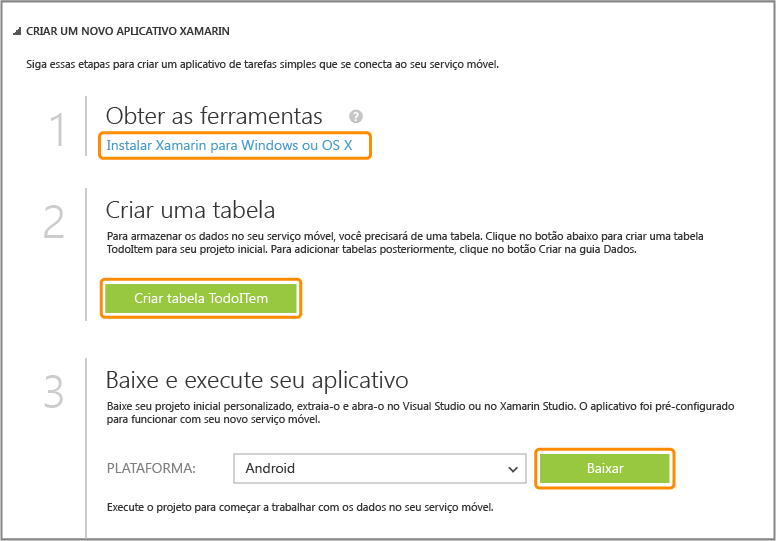 CRIAR UM NOVO APLICATIVO XAMARIN
Siga essas etapas para criar um aplicativo de tarefas simples que se conecta ao seu serviço móvel.
1
Obter as ferramentas ?
Instalar Xamarin para Windows ou OS X
2
Criar uma tabela
Para armazenar os dados no seu serviço móvel, você precisará de uma tabela. Clique no botão abaixo para criar uma tabela
TodoItem para seu projeto inicial. Para adicionar tabelas posteriormente, clique no botão Criar na guia Dados.
Criar tabela TodoITem
3
Baixe e execute seu aplicativo
Baixe seu projeto inicial personalizado, extraia-o e abra-o no Visual Studio ou no Xamarin Studio. O aplicativo foi pré-configurado
para funcionar com seu novo serviço móvel.
PLATAFORMA: Android Baixar
Execute o projeto para começar a trabalhar com os dados no seu serviço móvel.